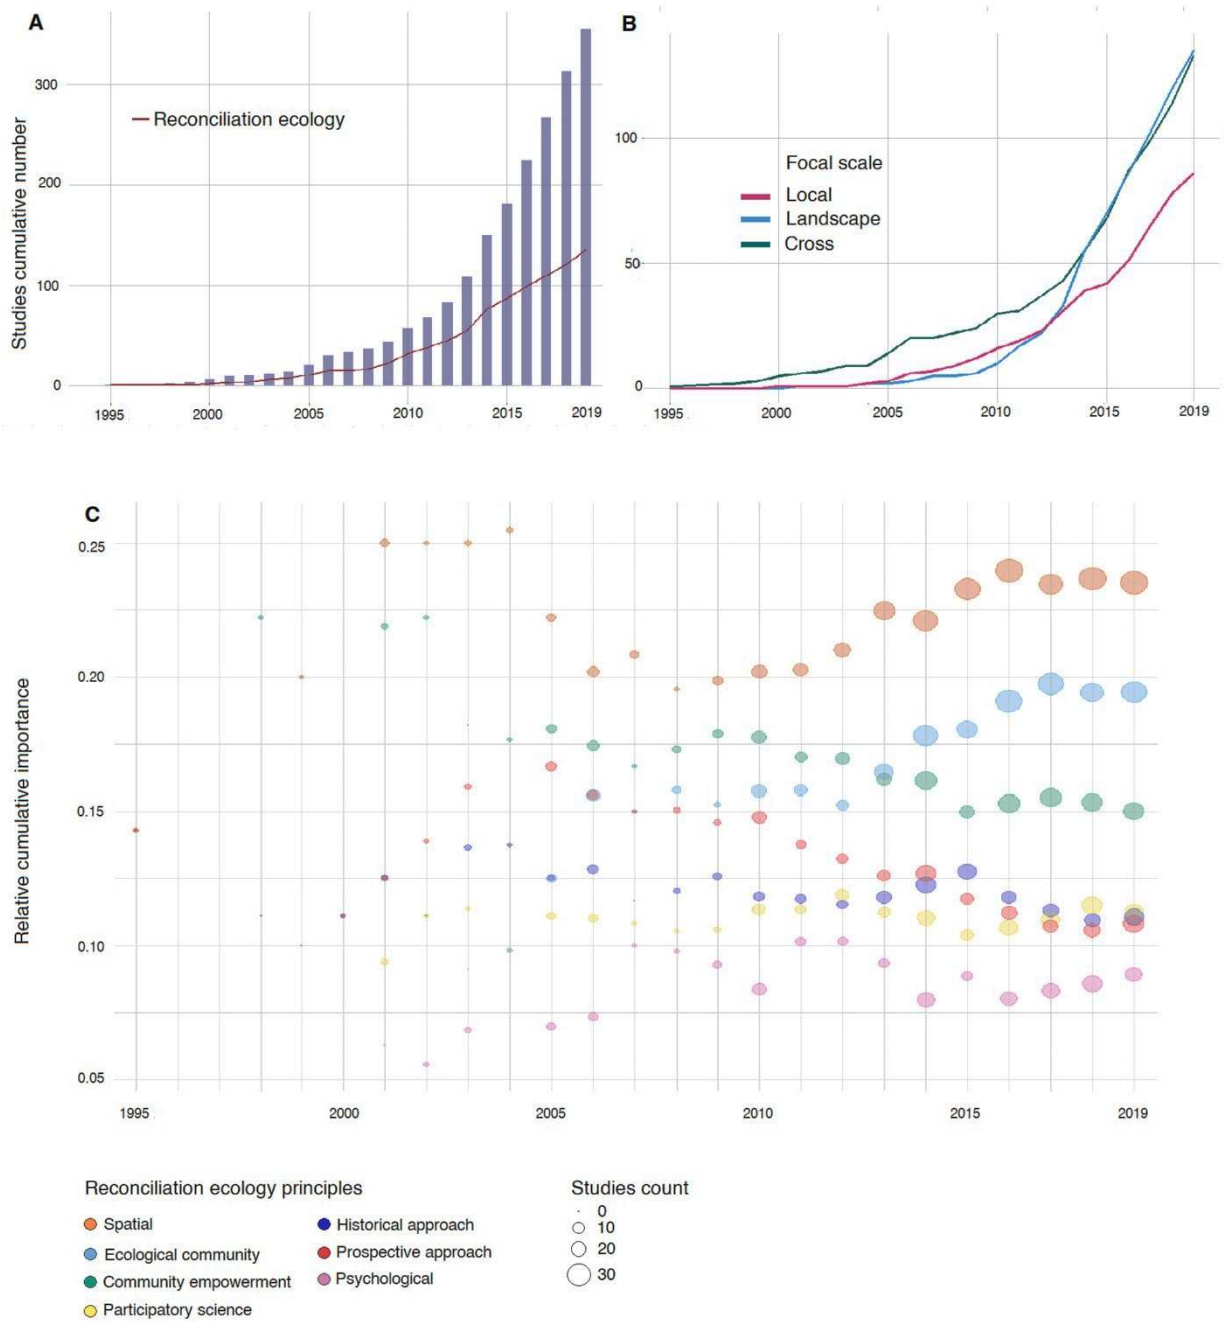 A
Studies cumulative number
300
200
100
0
Reconciliation ecology
1995
2000
2005
2010
2015
2019
B
100
50
0
Focal scale
Local
Landscape
Cross
1995
2000
2005
2010
2015
2019
C
Relative cumulative importance
0.25
0.20
0.15
0.10
0.05
1995
2000
2005
2010
2015
2019
Reconciliation ecology principles
Spatial
Ecological community
Community empowerment
Participatory science
Historical approach
Prospective approach
Psychological
Studies count
0
10
20
30